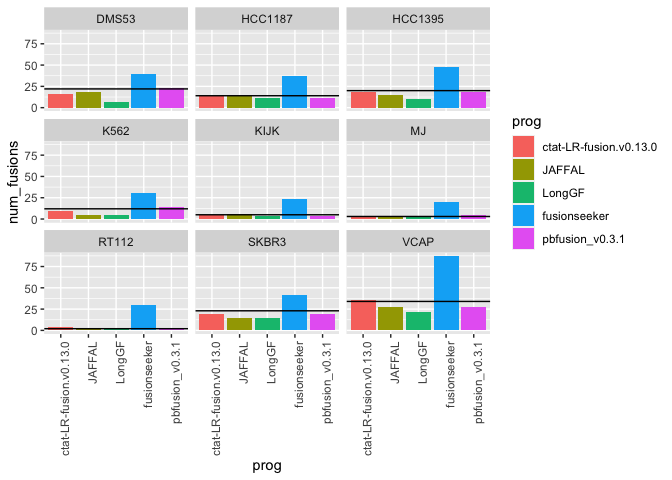 DMS53 HCC1187 HCC1395
75
50
25
0
K562 KIJK MJ
75
50
25
0
RT112 SKBR3 VCAP
75
50
25
0
num_fusions
ctat-LR-fusion.v0.13.0 JAFFAL LongGF fusionseeker pbfusion_v0.3.1
ctat-LR-fusion.v0.13.0 JAFFAL LongGF fusionseeker pbfusion_v0.3.1
ctat-LR-fusion.v0.13.0 JAFFAL LongGF fusionseeker pbfusion_v0.3.1
prog
prog
ctat-LR-fusion.v0.13.0
JAFFAL
LongGF
fusionseeker
pbfusion_v0.3.1